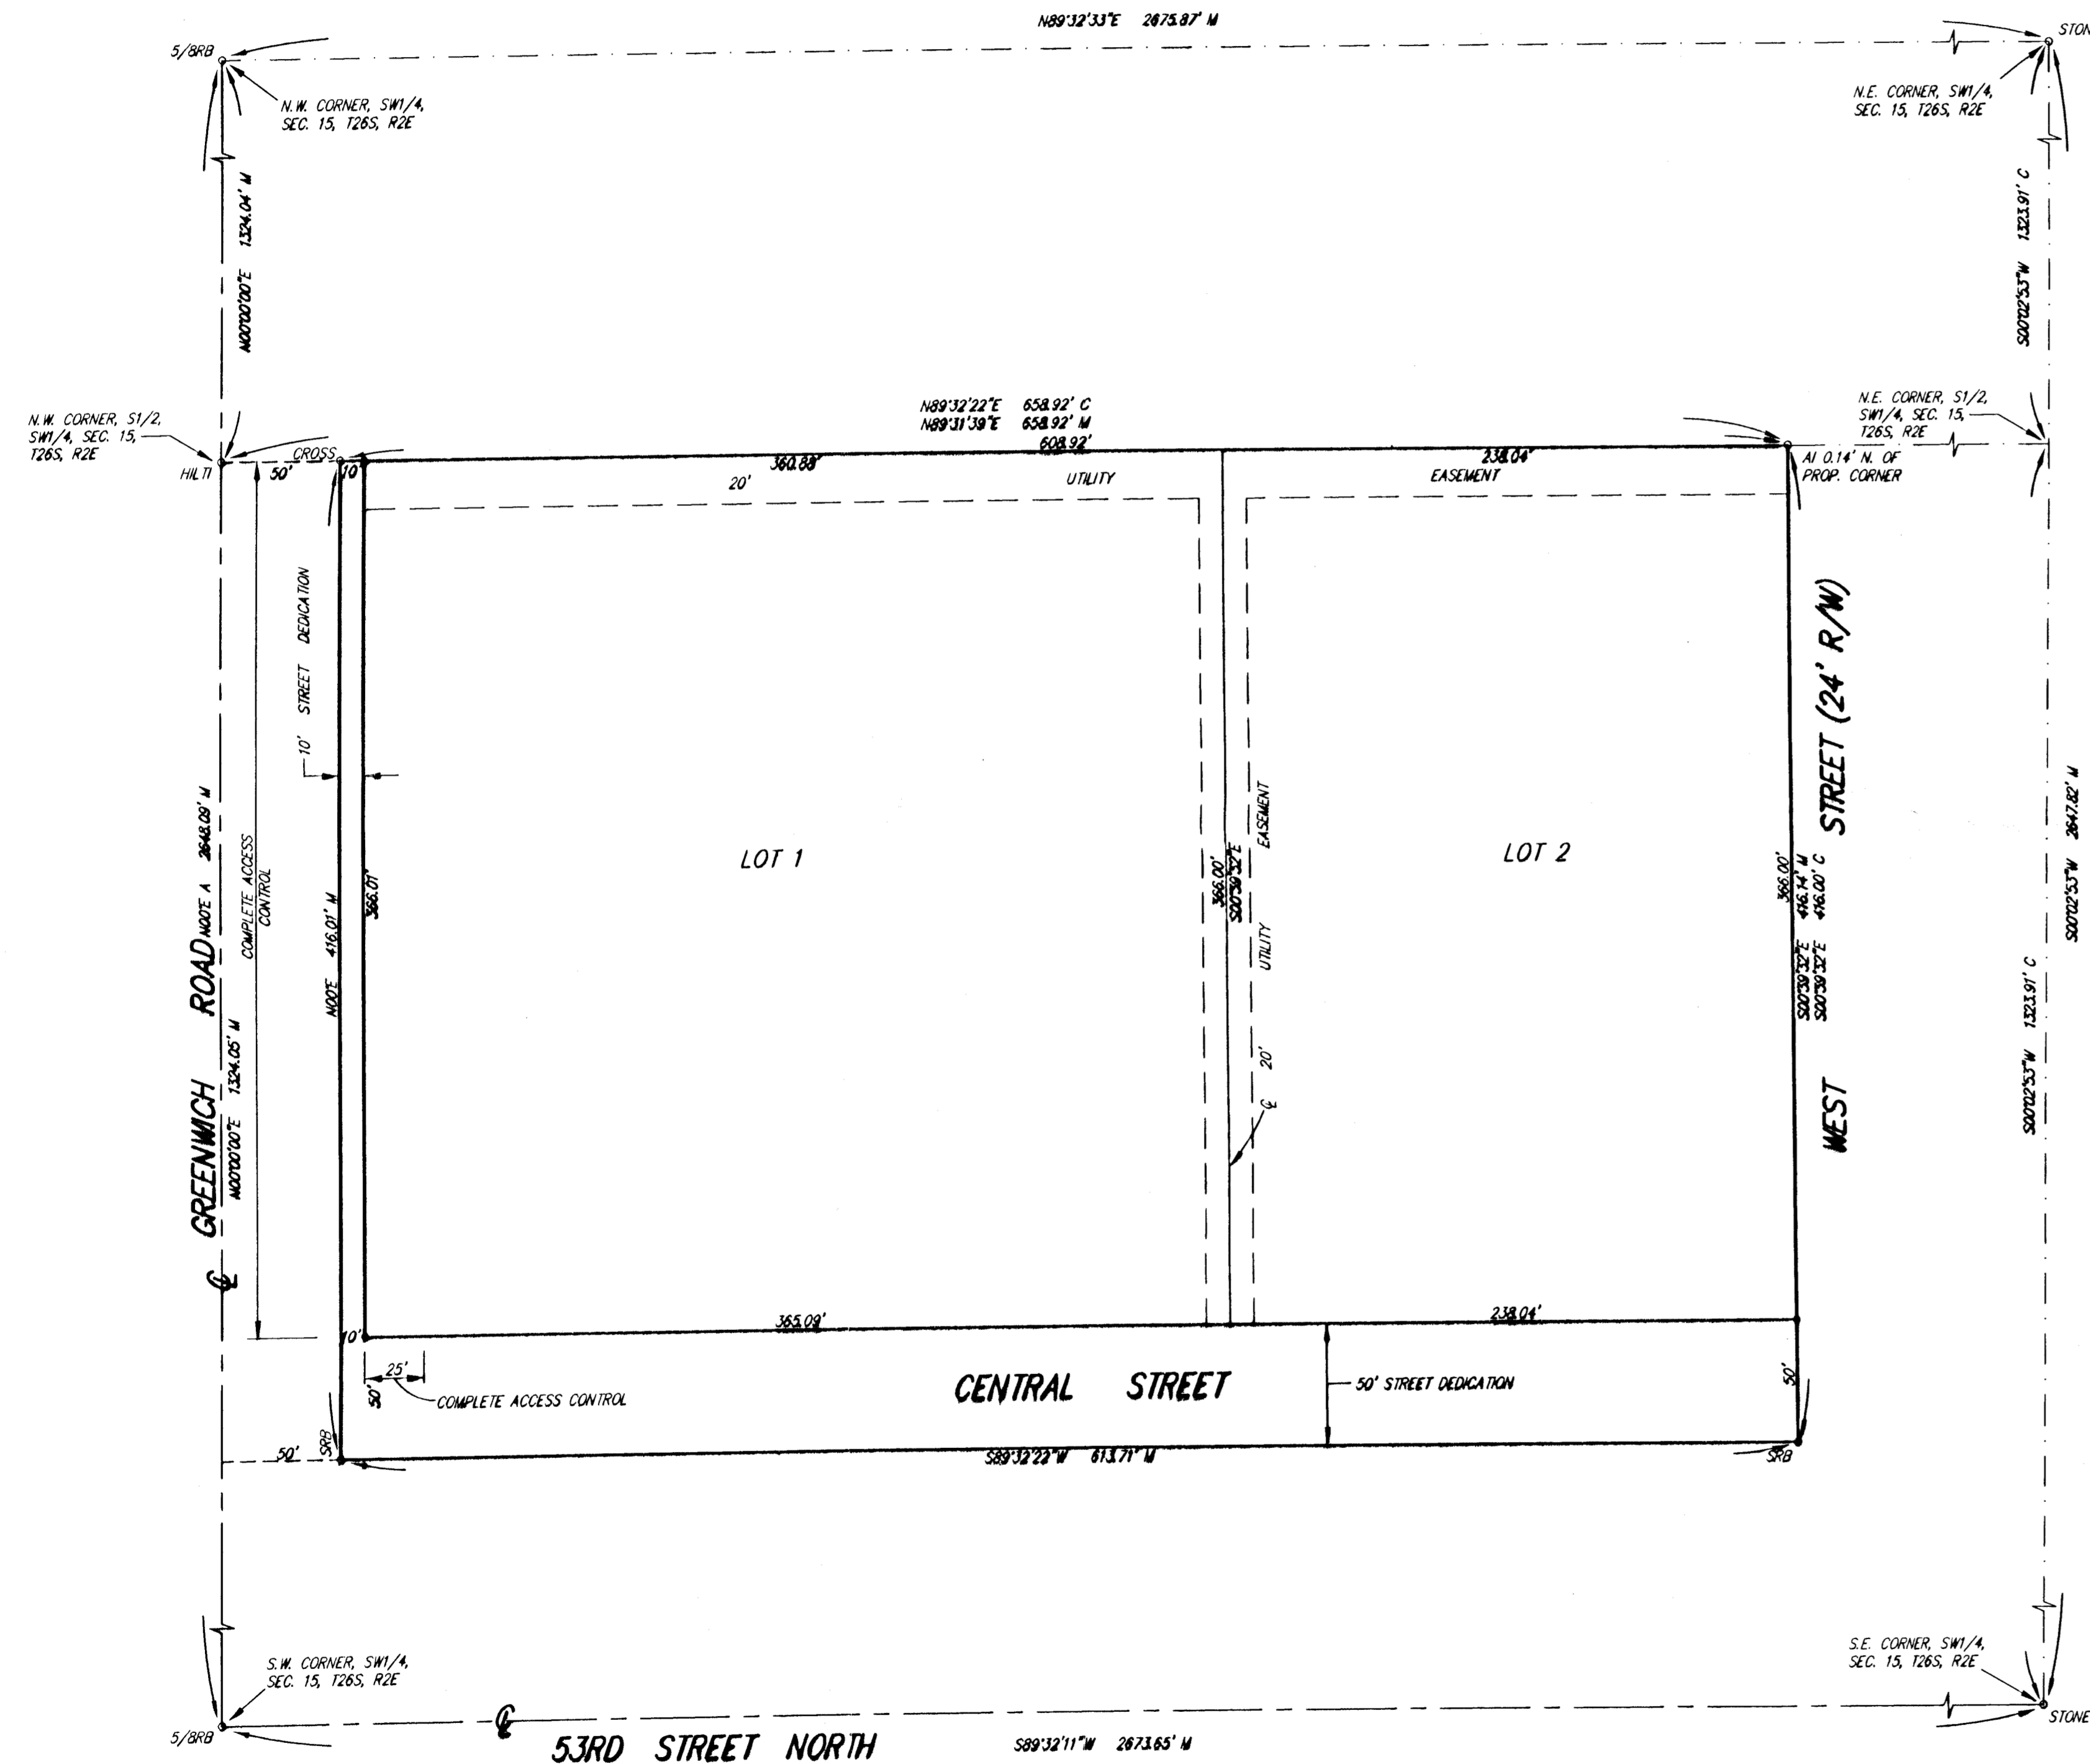 N89°32'33"E 2675.87' M
5/8RB
N.W. CORNER, SW1/4,
SEC. 15, T26S, R2E
N.E. CORNER, SW1/4,
SEC. 15, T26S, R2E
N00°00'00"E 1324.04' M
S00°02'53"W 1323.91' C
N.W. CORNER, S1/2,
SW1/4, SEC. 15,
T26S, R2E
HILTI
50'
CROSS
10'
N89°32'22"E 658.92' C
N89°31'39"E 658.92' M
608.92'
360.88'
238.04'
20' UTILITY EASEMENT
N.E. CORNER, S1/2,
SW1/4, SEC. 15,
T26S, R2E
AI 0.14' N. OF
PROP. CORNER
10' STREET DEDICATION
GREENWICH ROAD
N00°E A 2648.09' M
N00°00'00"E 1324.05' M
COMPLETE ACCESS
CONTROL
N00°E 416.01' M
366.01'
LOT 1
366.00'
S00°39'32"E
℄ 20' UTILITY EASEMENT
LOT 2
366.00'
S00°39'32"E 416.14' M
S00°39'32"E 416.00' C
WEST STREET (24' R/W)
S00°02'53"W 2647.82' M
S00°02'53"W 1323.91' C
℄
10'
365.09'
238.04'
25'
50'
COMPLETE ACCESS CONTROL
CENTRAL STREET
50' STREET DEDICATION
50'
50'
SRB
S89°32'22"W 613.71' M
SRB
S.W. CORNER, SW1/4,
SEC. 15, T26S, R2E
S.E. CORNER, SW1/4,
SEC. 15, T26S, R2E
5/8RB
℄
53RD STREET NORTH
S89°32'11"W 2673.65' M
STONE